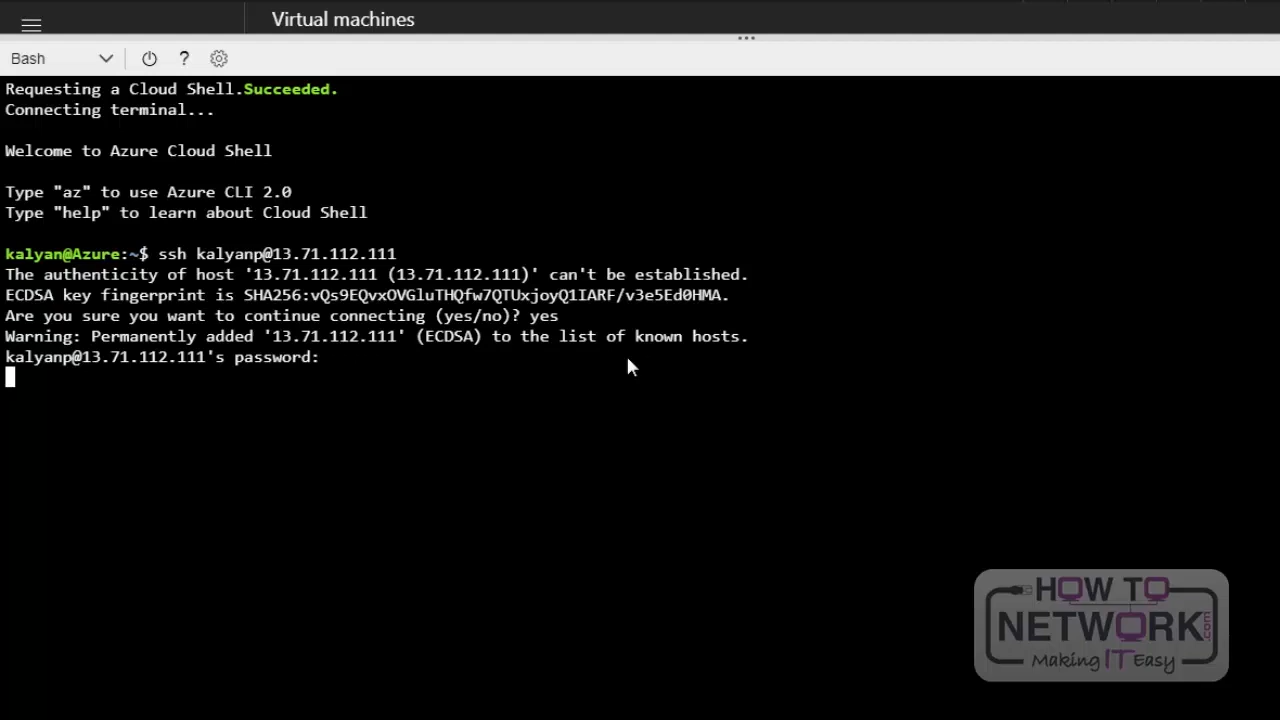 Virtual machines
Bash
?
Requesting a Cloud Shell.Succeeded.
Connecting terminal...
Welcome to Azure Cloud Shell
Type "az" to use Azure CLI 2.0
Type "help" to learn about Cloud Shell
kalyan@Azure:~$ ssh kalyanp@13.71.112.111
The authenticity of host '13.71.112.111 (13.71.112.111)' can't be established.
ECDSA key fingerprint is SHA256:vQs9EQvxOVGluTHQfw7QTUxjoyQ1IARF/v3e5Ed0HMA.
Are you sure you want to continue connecting (yes/no)? yes
Warning: Permanently added '13.71.112.111' (ECDSA) to the list of known hosts.
kalyanp@13.71.112.111's password:
HOW TO
NETWORK.com
Making IT Easy